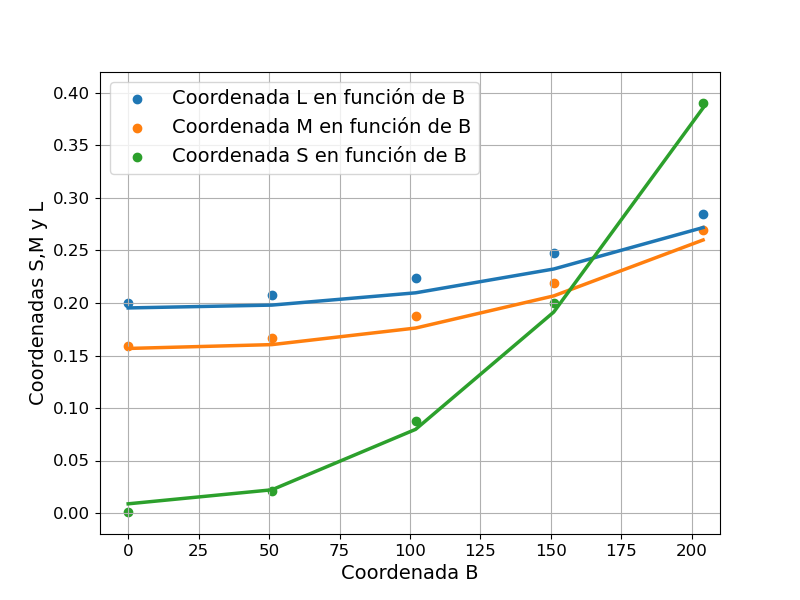 Coordenada L en función de B
Coordenada M en función de B
Coordenada S en función de B
Coordenadas S,M y L
0.40
0.35
0.30
0.25
0.20
0.15
0.10
0.05
0.00
0 25 50 75 100 125 150 175 200
Coordenada B